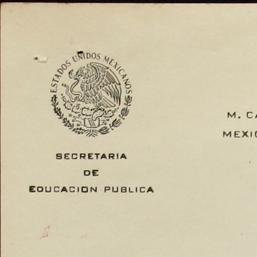 ESTADOS UNIDOS MEXICANOS
SECRETARIA
DE
EDUCACION PUBLICA
M. CA
MEXIC